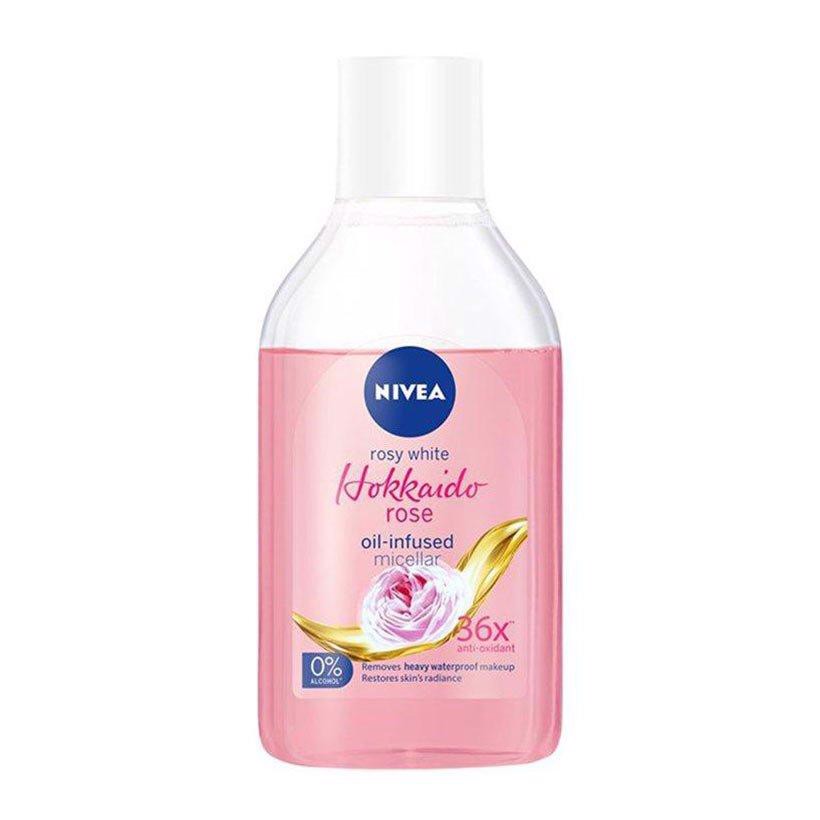 NIVEA
rosy white
Hokkaido
rose
oil-infused
micellar
36x**
anti-oxidant
0%
ALCOHOL*
Removes heavy waterproof makeup
Restores skin's radiance